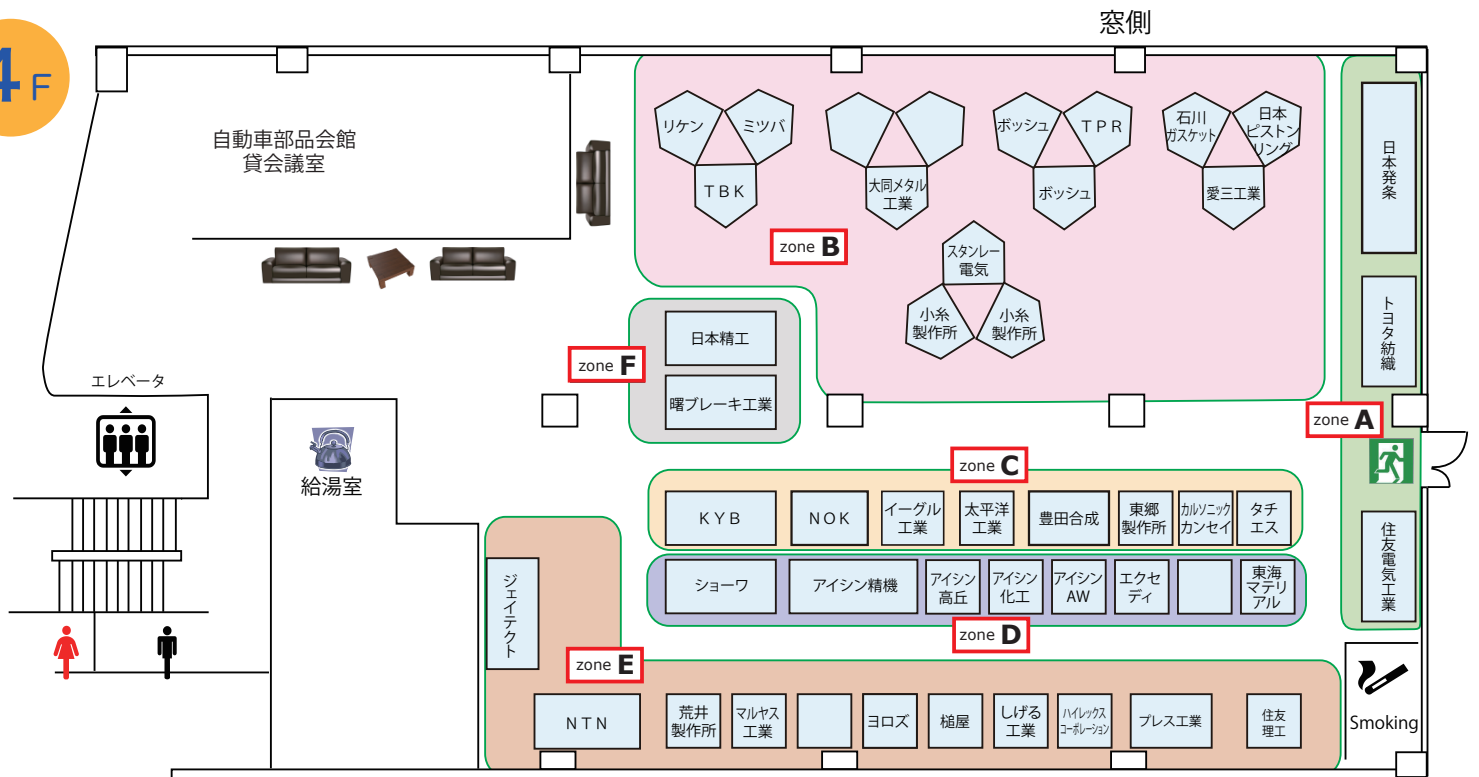 窓側
4F
自動車部品会館
貸会議室
リケン
ミツバ
TBK
大同メタル
工業
ボッシュ
TPR
ボッシュ
石川
ガスケット
日本
ピストン
リング
愛三工業
日本発条
zone B
スタンレー
電気
小糸
製作所
小糸
製作所
トヨタ紡織
日本精工
zone F
曙ブレーキ工業
エレベータ
zone A
給湯室
zone C
KYB
NOK
イーグル
工業
太平洋
工業
豊田合成
東郷
製作所
カルソニック
カンセイ
タチ
エス
住友電気工業
ショーワ
アイシン精機
アイシン
高丘
アイシン
化工
アイシン
AW
エクセ
ディ
東海
マテリ
アル
ジェイテクト
zone D
zone E
NTN
荒井
製作所
マルヤス
工業
ヨロズ
槌屋
しげる
工業
ハイレックス
コーポレーション
プレス工業
住友
理工
Smoking